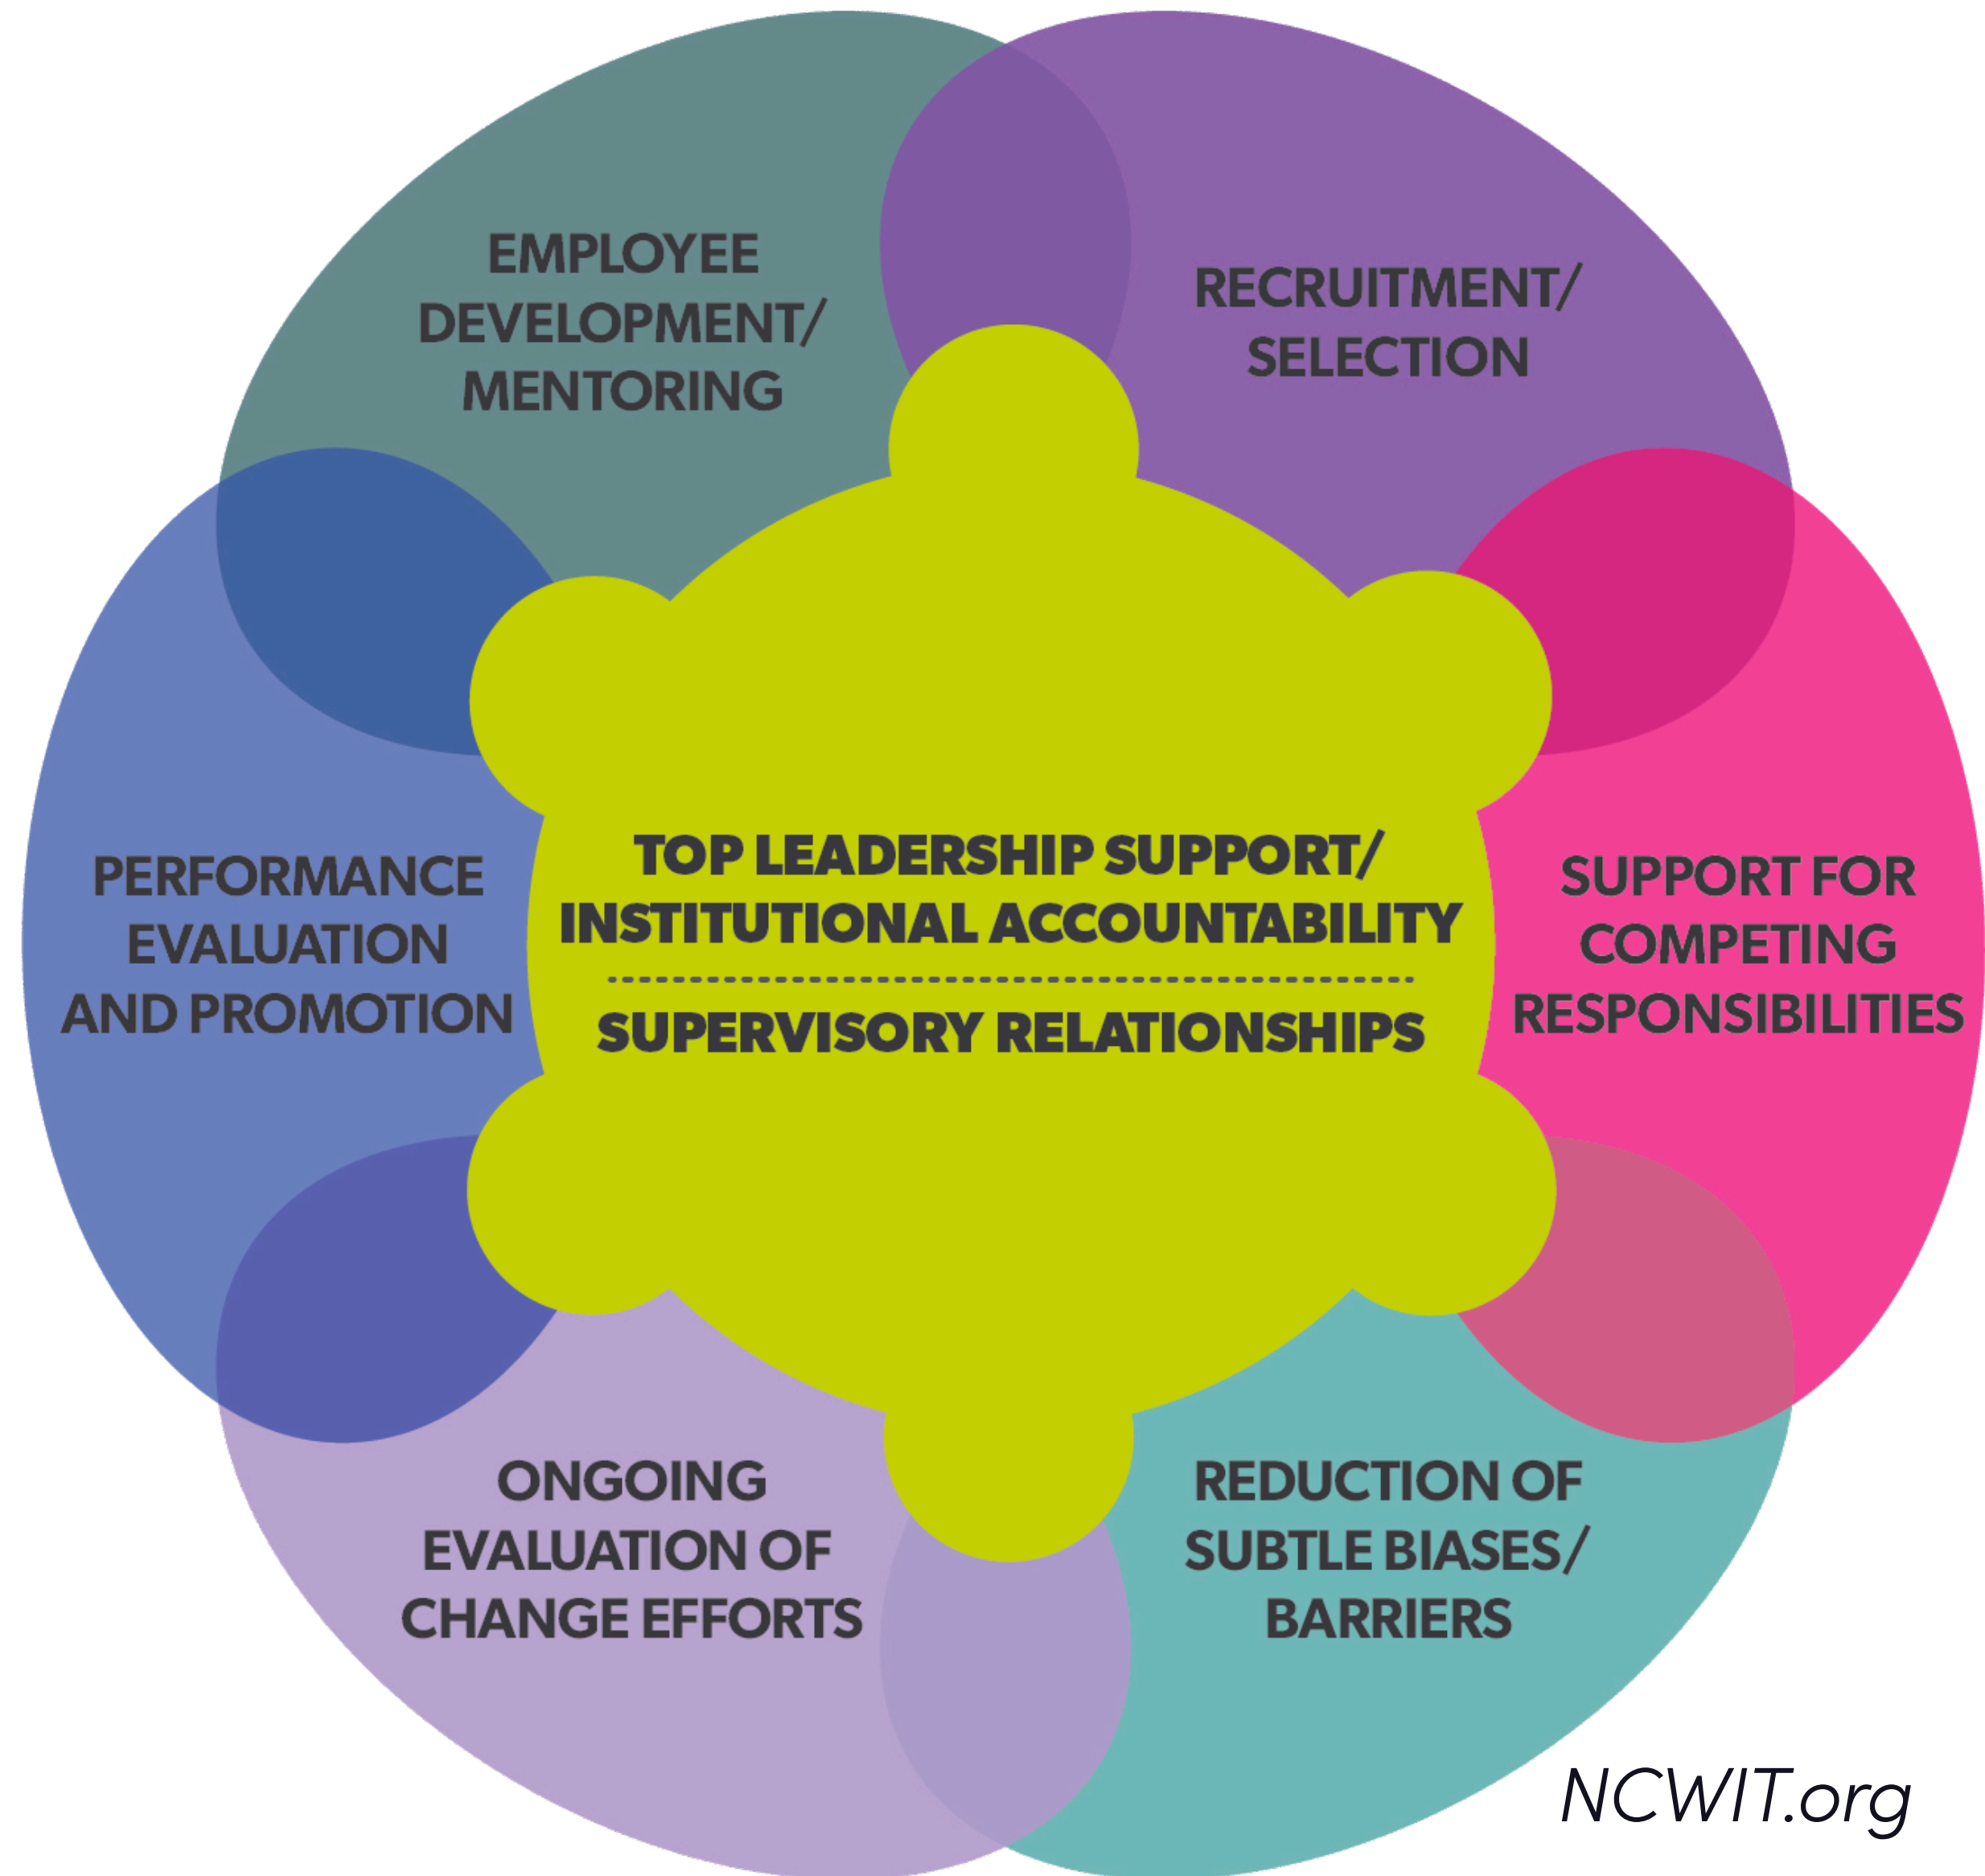 EMPLOYEE
DEVELOPMENT/
MENTORING
RECRUITMENT/
SELECTION
PERFORMANCE
EVALUATION
AND PROMOTION
TOP LEADERSHIP SUPPORT/
INSTITUTIONAL ACCOUNTABILITY
SUPERVISORY RELATIONSHIPS
SUPPORT FOR
COMPETING
RESPONSIBILITIES
ONGOING
EVALUATION OF
CHANGE EFFORTS
REDUCTION OF
SUBTLE BIASES/
BARRIERS
NCWIT.org